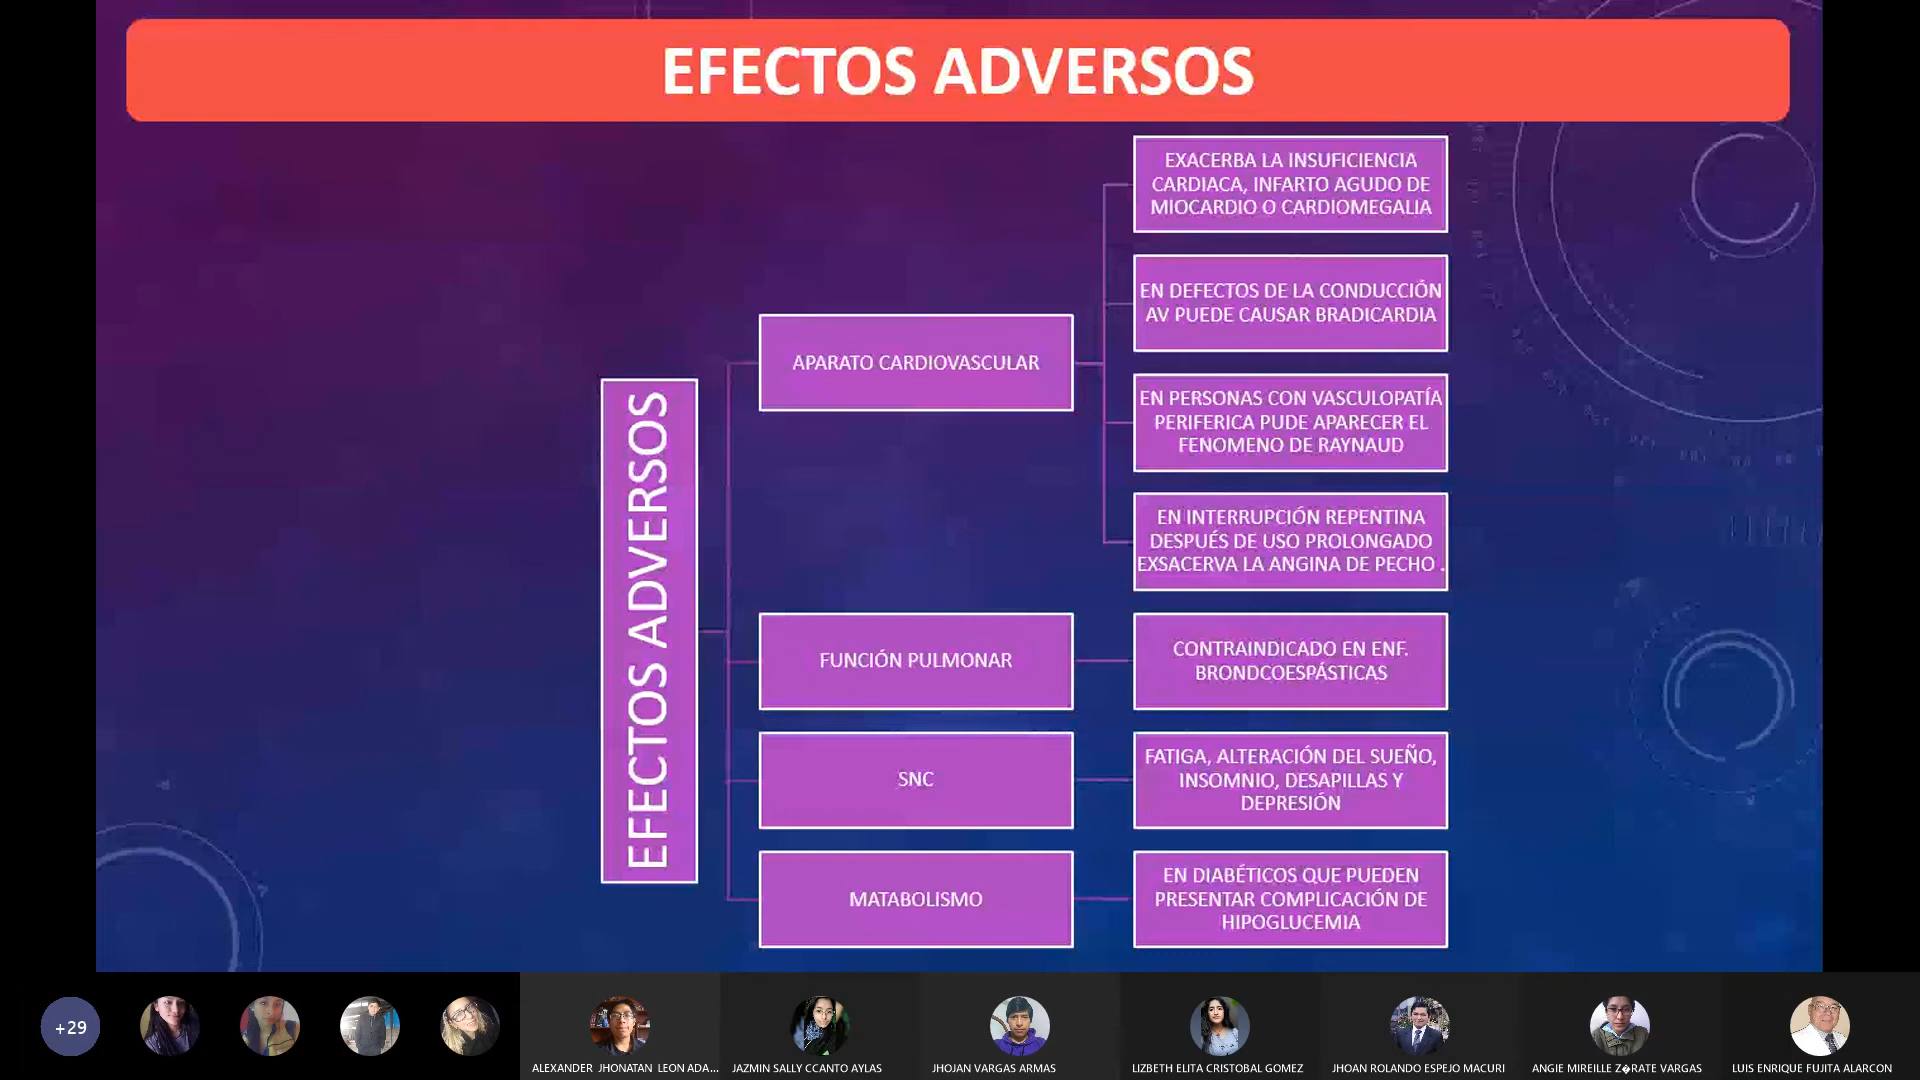 EFECTOS ADVERSOS
EFECTOS ADVERSOS
APARATO CARDIOVASCULAR
EXACERBA LA INSUFICIENCIA
CARDIACA, INFARTO AGUDO DE
MIOCARDIO O CARDIOMEGALIA
EN DEFECTOS DE LA CONDUCCIÓN
AV PUEDE CAUSAR BRADICARDIA
EN PERSONAS CON VASCULOPATÍA
PERIFERICA PUDE APARECER EL
FENOMENO DE RAYNAUD
EN INTERRUPCIÓN REPENTINA
DESPUÉS DE USO PROLONGADO
EXSACERVA LA ANGINA DE PECHO .
FUNCIÓN PULMONAR
CONTRAINDICADO EN ENF.
BRONDCOESPÁSTICAS
SNC
FATIGA, ALTERACIÓN DEL SUEÑO,
INSOMNIO, DESAPILLAS Y
DEPRESIÓN
MATABOLISMO
EN DIABÉTICOS QUE PUEDEN
PRESENTAR COMPLICACIÓN DE
HIPOGLUCEMIA
+29
ALEXANDER JHONATAN LEON ADA...
JAZMIN SALLY CCANTO AYLAS
JHOJAN VARGAS ARMAS
LIZBETH ELITA CRISTOBAL GOMEZ
JHOAN ROLANDO ESPEJO MACURI
ANGIE MIREILLE Z�RATE VARGAS
LUIS ENRIQUE FUJITA ALARCON